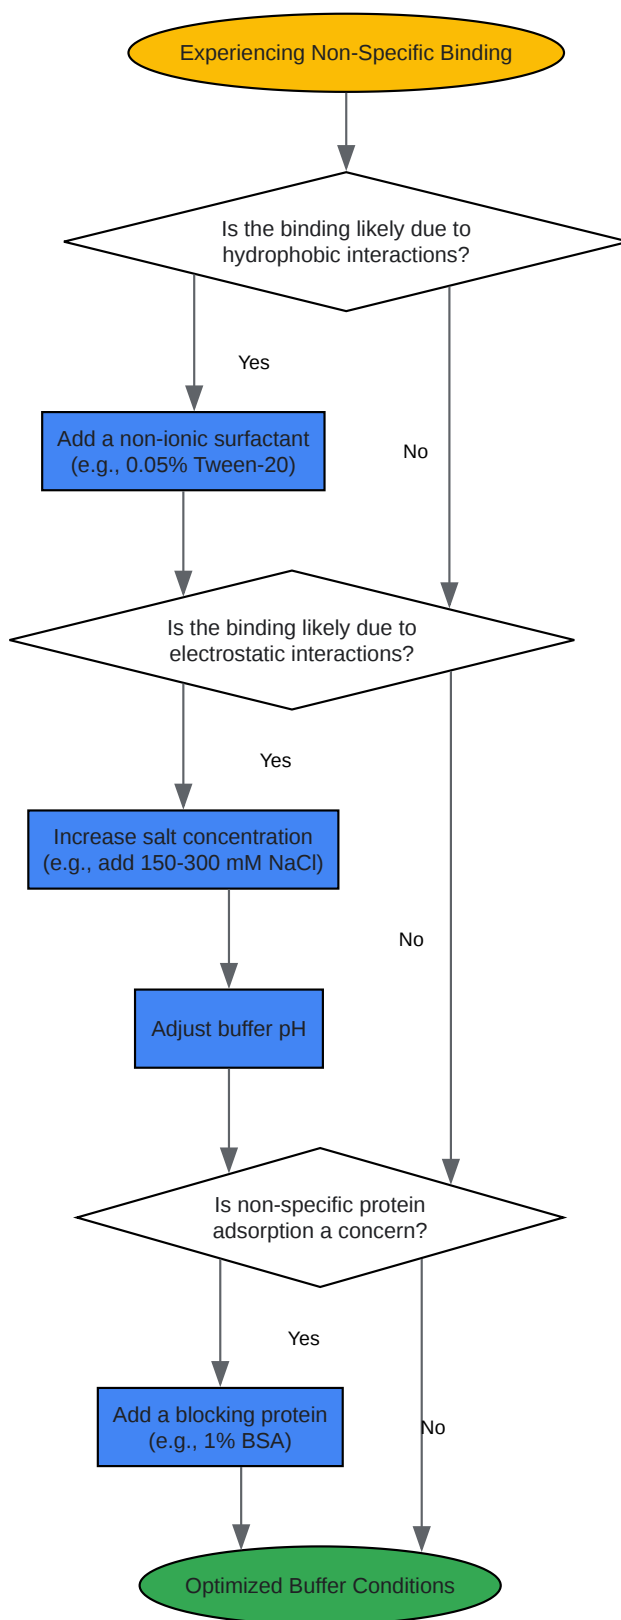 Experiencing Non-Specific Binding
Is the binding likely due to
hydrophobic interactions?
Yes
Add a non-ionic surfactant
(e.g., 0.05% Tween-20)
No
Is the binding likely due to
electrostatic interactions?
Yes
Increase salt concentration
(e.g., add 150-300 mM NaCl)
No
Adjust buffer pH
Is non-specific protein
adsorption a concern?
Yes
Add a blocking protein
(e.g., 1% BSA)
No
Optimized Buffer Conditions